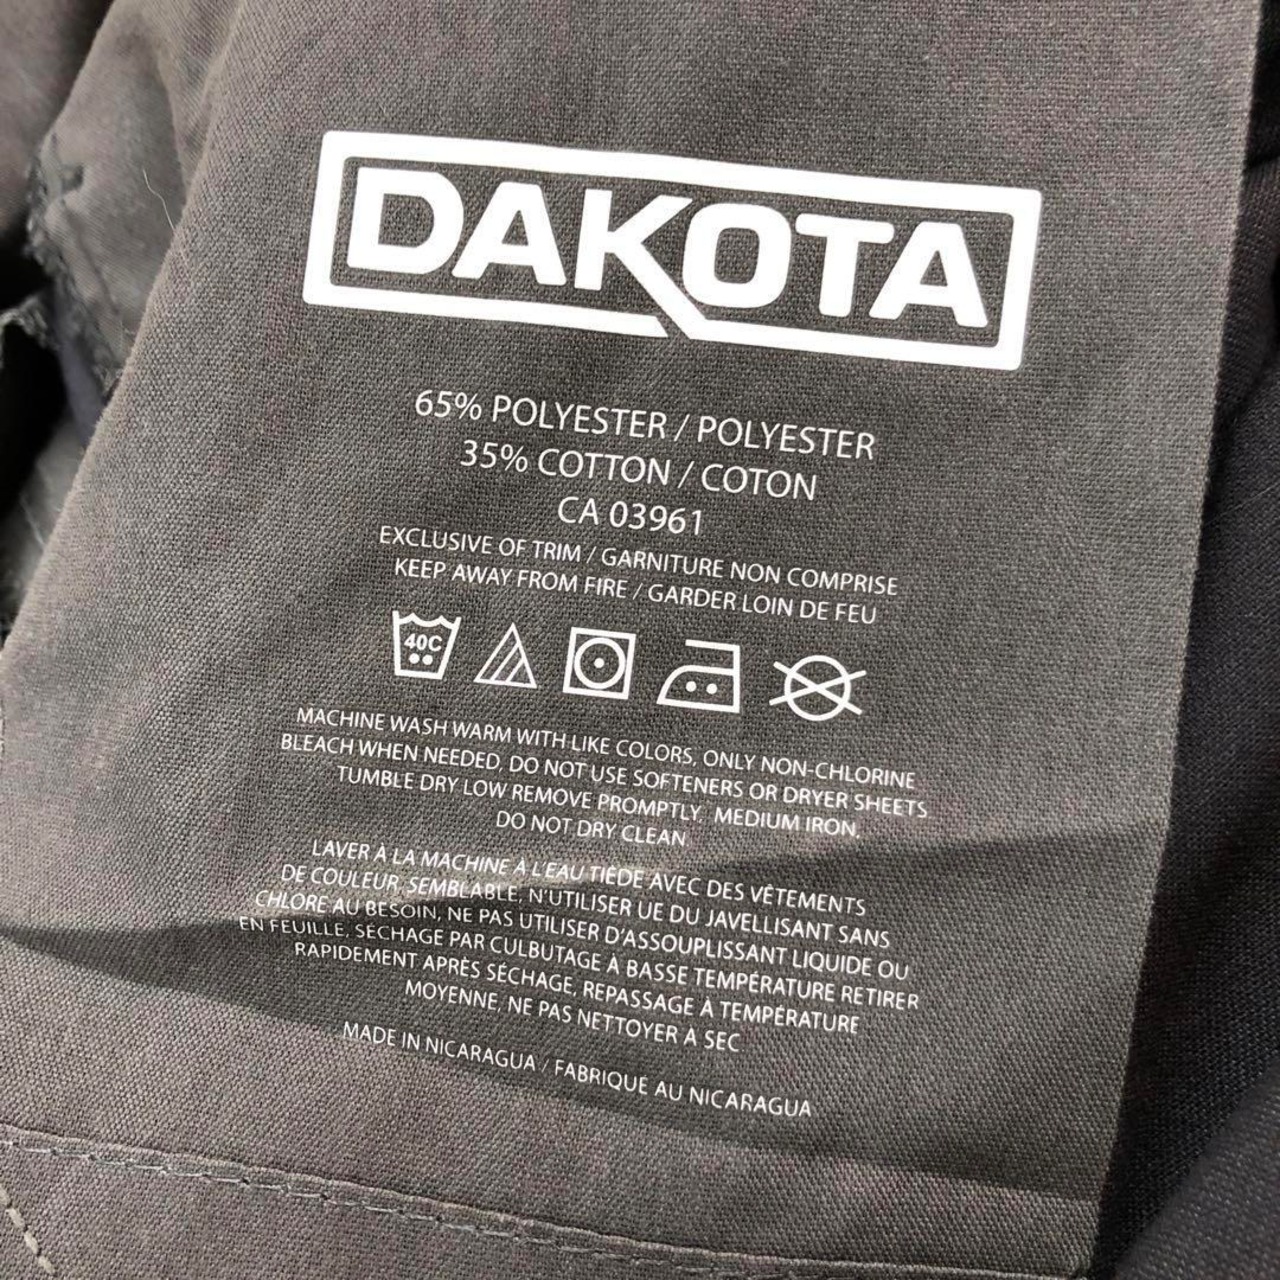 DAKOTA
65% POLYESTER / POLYESTER
35% COTTON / COTON
CA 03961
EXCLUSIVE OF TRIM / GARNITURE NON COMPRISE
KEEP AWAY FROM FIRE / GARDER LOIN DE FEU
40C
MACHINE WASH WARM WITH LIKE COLORS, ONLY NON-CHLORINE
BLEACH WHEN NEEDED, DO NOT USE SOFTENERS OR DRYER SHEETS
TUMBLE DRY LOW REMOVE PROMPTLY, MEDIUM IRON,
DO NOT DRY CLEAN
LAVER À LA MACHINE À L'EAU TIÈDE AVEC DES VÊTEMENTS
DE COULEUR, SEMBLABLE, N'UTILISER UE DU JAVELLISANT SANS
CHLORE AU BESOIN, NE PAS UTILISER D'ASSOUPLISSANT LIQUIDE OU
EN FEUILLE, SÉCHAGE PAR CULBUTAGE À BASSE TEMPÉRATURE RETIRER
RAPIDEMENT APRÈS SÉCHAGE, REPASSAGE À TEMPÉRATURE
MOYENNE, NE PAS NETTOYER À SEC
MADE IN NICARAGUA / FABRIQUE AU NICARAGUA